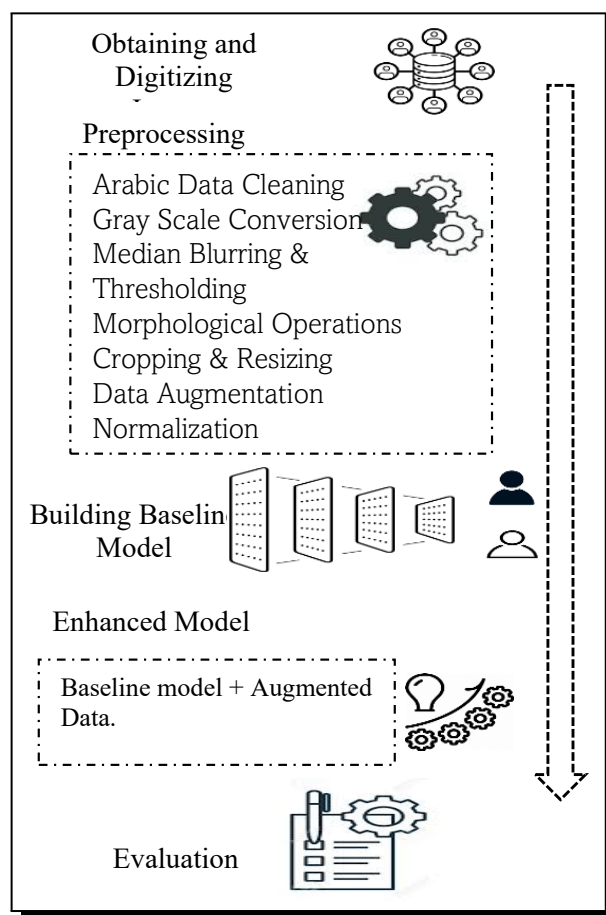 Obtaining and
Digitizing
Preprocessing
Arabic Data Cleaning
Gray Scale Conversion
Median Blurring &
Thresholding
Morphological Operations
Cropping & Resizing
Data Augmentation
Normalization
Building Baselin
Model
Enhanced Model
Baseline model + Augmented
Data.
Evaluation